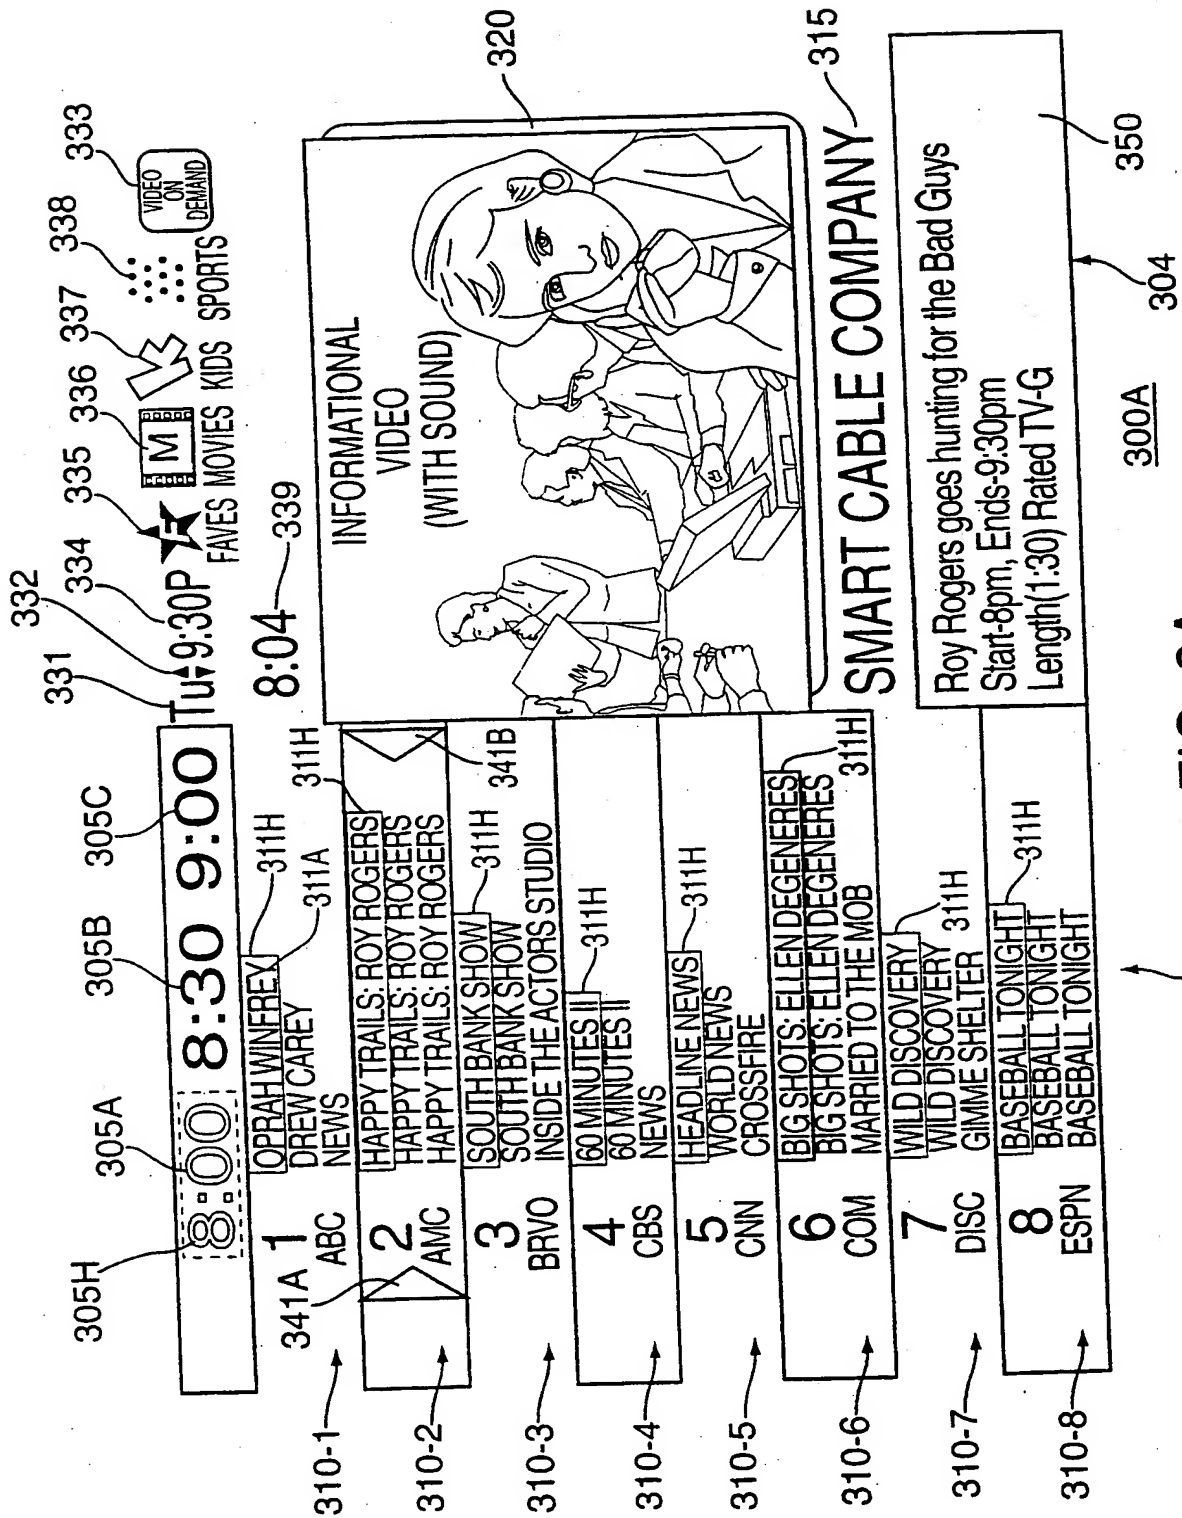 331
332
334
335
336
337
338
333
305H
305A
305B
305C
8:00 8:30 9:00
Tu 9:30P
F
FAVES
M
MOVIES
KIDS
SPORTS
VIDEO
ON
DEMAND
8:04
339
310-1
1
ABC
OPRAH WINFREY
DREW CAREY
NEWS
311H
311A
341A
310-2
2
AMC
HAPPY TRAILS: ROY ROGERS
HAPPY TRAILS: ROY ROGERS
HAPPY TRAILS: ROY ROGERS
311H
341B
310-3
3
BRVO
SOUTH BANK SHOW
SOUTH BANK SHOW
INSIDE THE ACTORS STUDIO
311H
310-4
4
CBS
60 MINUTES II
60 MINUTES II
NEWS
311H
310-5
5
CNN
HEADLINE NEWS
WORLD NEWS
CROSSFIRE
311H
310-6
6
COM
BIG SHOTS: ELLEN DEGENERES
BIG SHOTS: ELLEN DEGENERES
MARRIED TO THE MOB
311H
310-7
7
DISC
WILD DISCOVERY
WILD DISCOVERY
GIMME SHELTER
311H
310-8
8
ESPN
BASEBALL TONIGHT
BASEBALL TONIGHT
BASEBALL TONIGHT
311H
INFORMATIONAL
VIDEO
(WITH SOUND)
320
SMART CABLE COMPANY
315
Roy Rogers goes hunting for the Bad Guys
Start-8pm, Ends-9:30pm
Length(1:30) Rated TV-G
350
304
300A